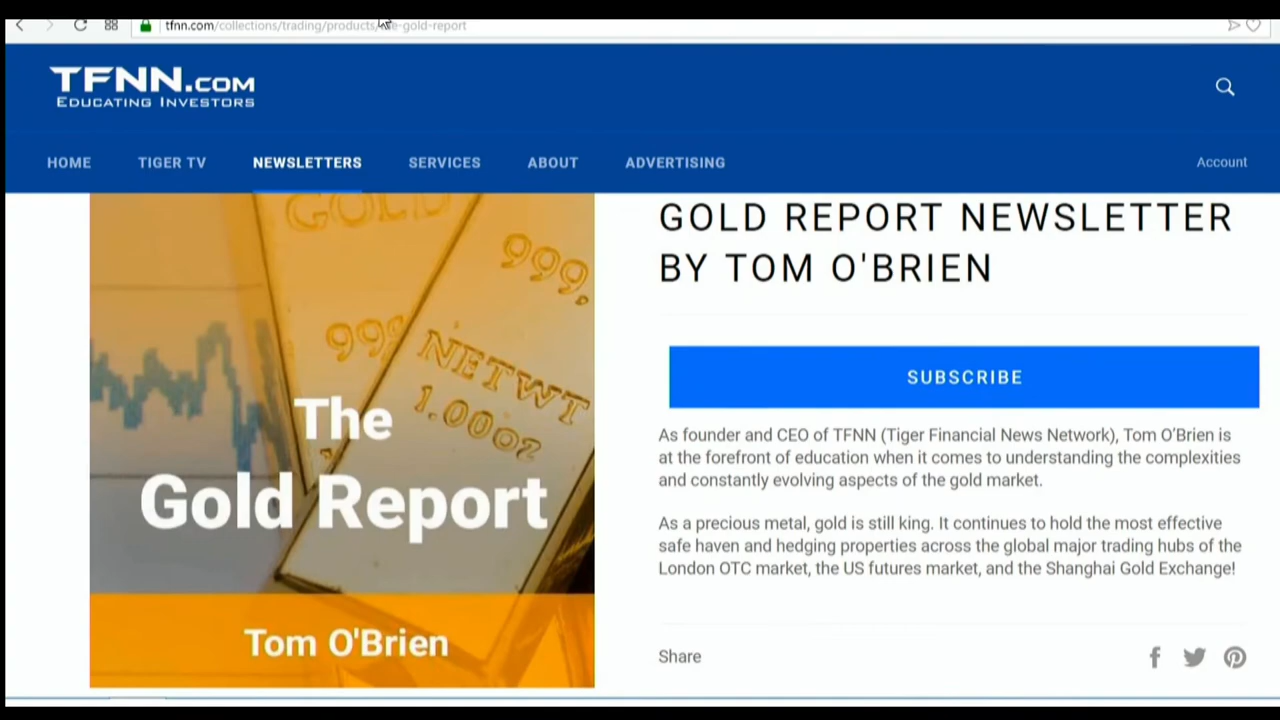 tfnn.com/collections/trading/products/the-gold-report
TFNN.COM
EDUCATING INVESTORS
HOME TIGER TV NEWSLETTERS SERVICES ABOUT ADVERTISING Account
GOLD
999.
999
NETWT
1.00OZ
The
Gold Report
Tom O'Brien
GOLD REPORT NEWSLETTER
BY TOM O'BRIEN
SUBSCRIBE
As founder and CEO of TFNN (Tiger Financial News Network), Tom O’Brien is
at the forefront of education when it comes to understanding the complexities
and constantly evolving aspects of the gold market.
As a precious metal, gold is still king. It continues to hold the most effective
safe haven and hedging properties across the global major trading hubs of the
London OTC market, the US futures market, and the Shanghai Gold Exchange!
Share